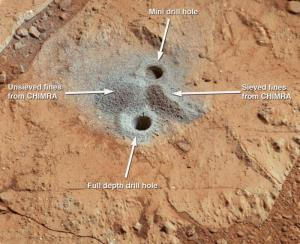 Mini drill hole
Unsieved fines
from CHIMRA
Sieved fines
from CHIMRA
Full depth drill hole